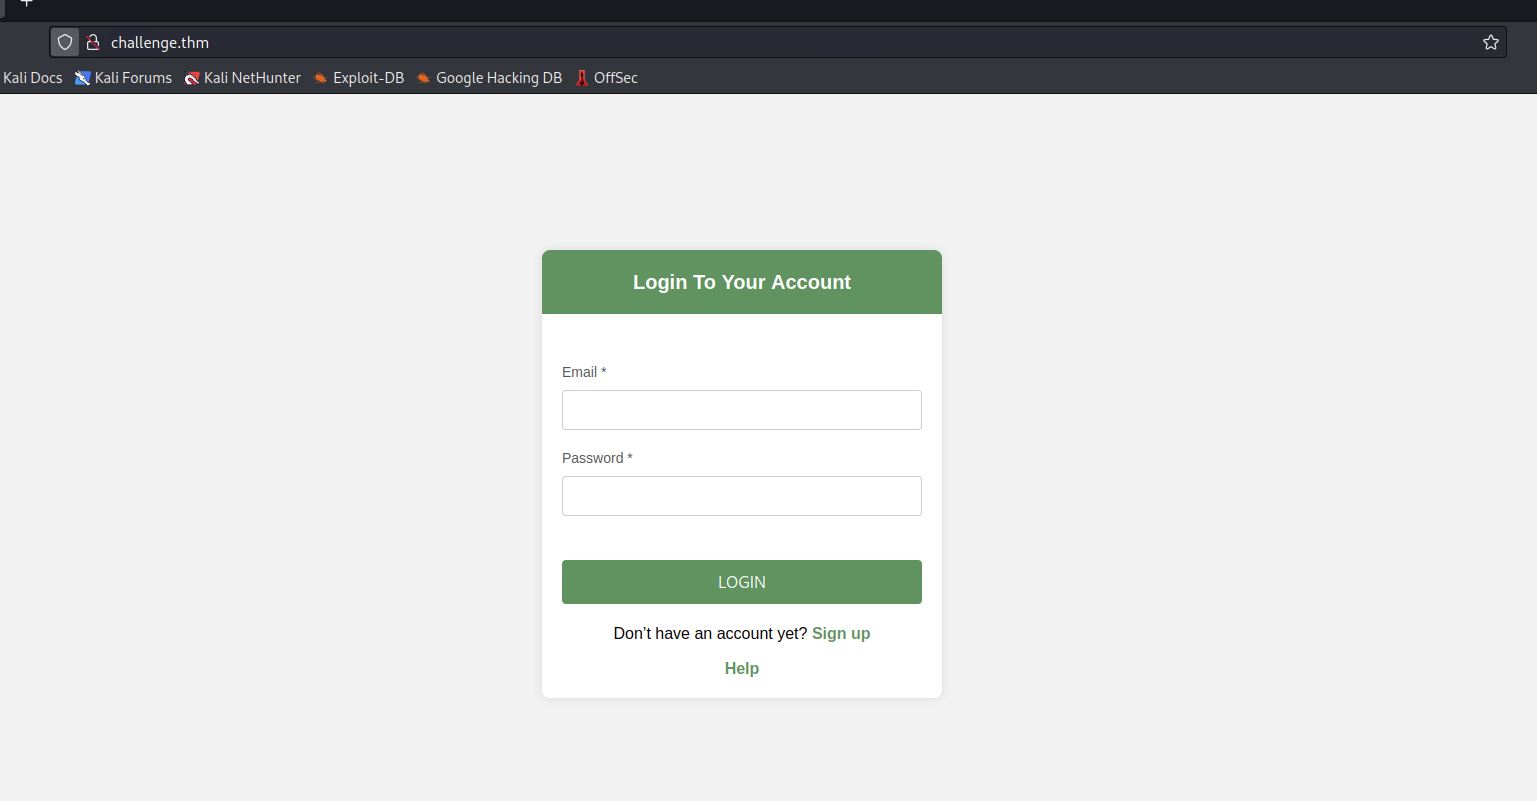 challenge.thm
Kali Docs Kali Forums Kali NetHunter Exploit-DB Google Hacking DB OffSec
Login To Your Account
Email *
Password *
LOGIN
Don't have an account yet? Sign up
Help